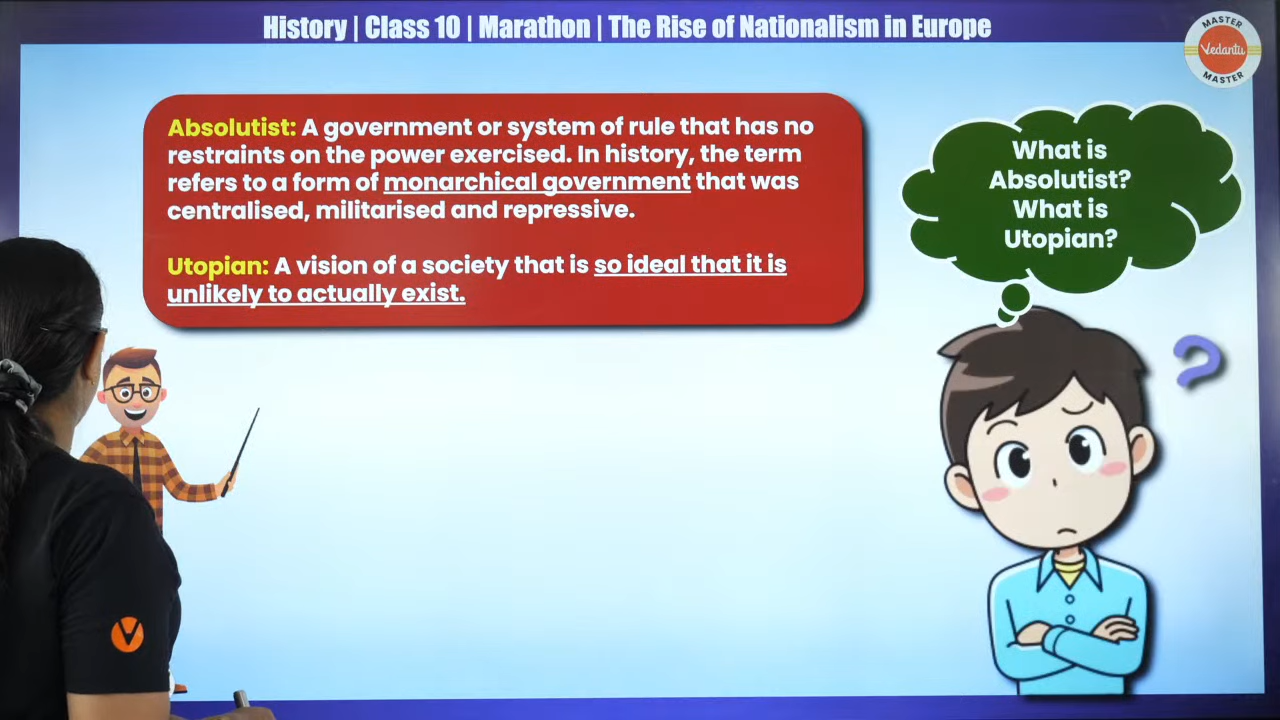 History | Class 10 | Marathon | The Rise of Nationalism in Europe
MASTER
Vedantu
MASTER
Absolutist: A government or system of rule that has no
restraints on the power exercised. In history, the term
refers to a form of monarchical government that was
centralised, militarised and repressive.
Utopian: A vision of a society that is so ideal that it is
unlikely to actually exist.
What is
Absolutist?
What is
Utopian?
?